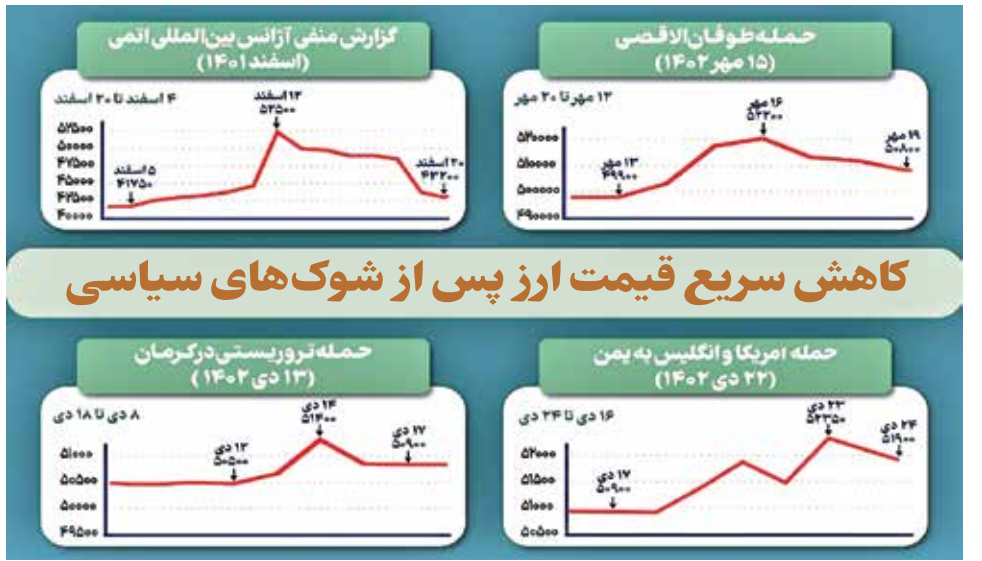 حمله طوفان الاقصی
(۱۵ مهر ۱۴۰۲)
۱۲ مهر تا ۲۰ مهر
۱۶ مهر
۵۲۲۰۰
۱۹ مهر
۵۰۸۰۰
۱۳ مهر
۴۹۹۰۰
۵۲۰۰۰۰
۵۱۰۰۰۰
۵۰۰۰۰۰
۴۹۰۰۰۰
گزارش منفی آژانس بین‌المللی اتمی
(اسفند ۱۴۰۱)
۴ اسفند تا ۲۰ اسفند
۱۲ اسفند
۵۲۵۰۰
۲۰ اسفند
۴۳۲۰۰
۵ اسفند
۴۱۷۵۰
۵۲۵۰۰
۵۰۰۰۰
۴۷۵۰۰
۴۵۰۰۰
۴۲۵۰۰
۴۰۰۰۰
کاهش سریع قیمت ارز پس از شوک‌های سیاسی
حمله امریکا و انگلیس به یمن
(۲۲ دی ۱۴۰۲)
۱۶ دی تا ۲۴ دی
۲۳ دی
۵۲۳۵۰
۲۴ دی
۵۱۹۰۰
۱۷ دی
۵۰۹۰۰
۵۲۰۰۰
۵۱۵۰۰
۵۱۰۰۰
۵۰۵۰۰
حمله تروریستی در کرمان
(۱۳ دی ۱۴۰۲)
۸ دی تا ۱۸ دی
۱۴ دی
۵۱۴۰۰
۱۷ دی
۵۰۹۰۰
۱۲ دی
۵۰۵۰۰
۵۱۰۰۰
۵۰۵۰۰
۵۰۰۰۰
۴۹۵۰۰